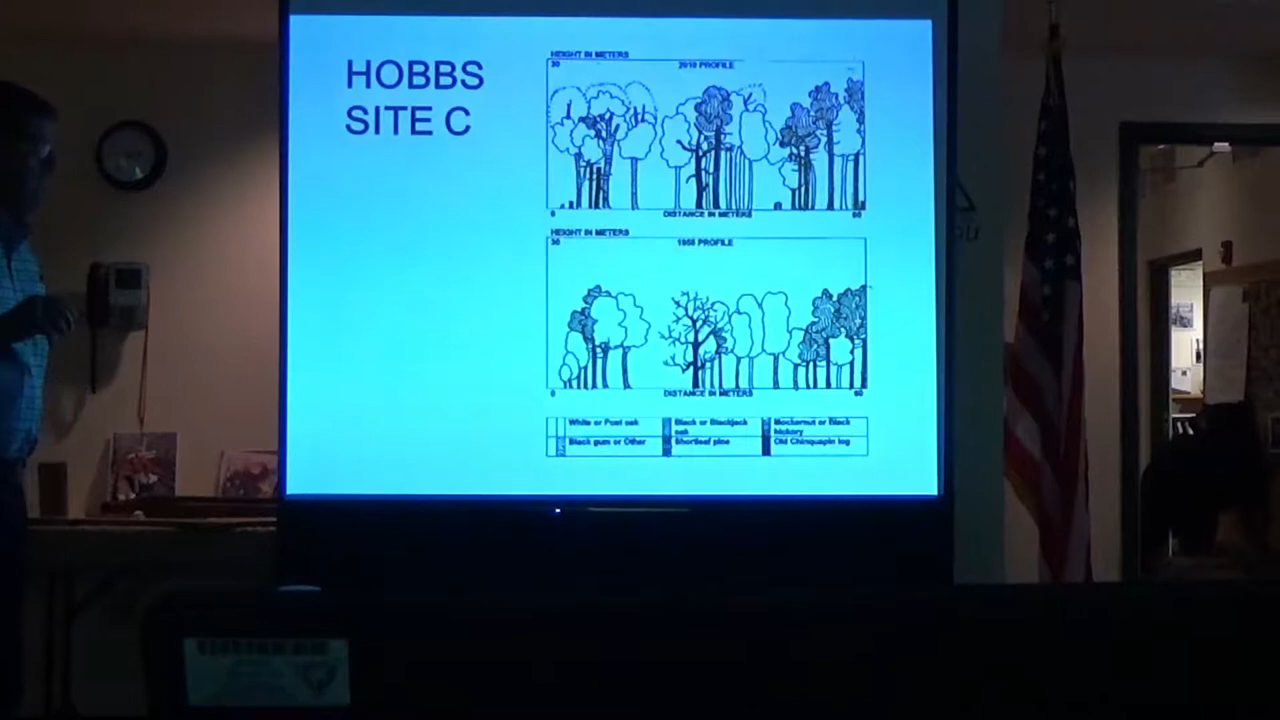 HOBBS
SITE C
HEIGHT IN METERS
30
2010 PROFILE
0
DISTANCE IN METERS
60
HEIGHT IN METERS
30
1958 PROFILE
0
DISTANCE IN METERS
60
White or Post oak
Black or Blackjack
oak
Mockernut or Black
hickory
Black gum or Other
Shortleaf pine
Old Chinquapin log